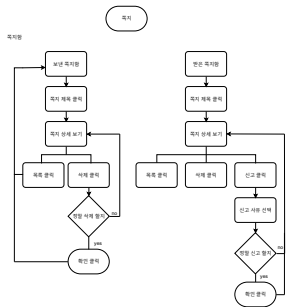 쪽지
쪽지함
보낸 쪽지함
받은 쪽지함
쪽지 제목 클릭
쪽지 제목 클릭
쪽지 상세 보기
쪽지 상세 보기
목록 클릭
삭제 클릭
목록 클릭
삭제 클릭
신고 클릭
정말 삭제 할지
no
신고 사유 선택
yes
정말 신고 할지
no
확인 클릭
yes
확인 클릭